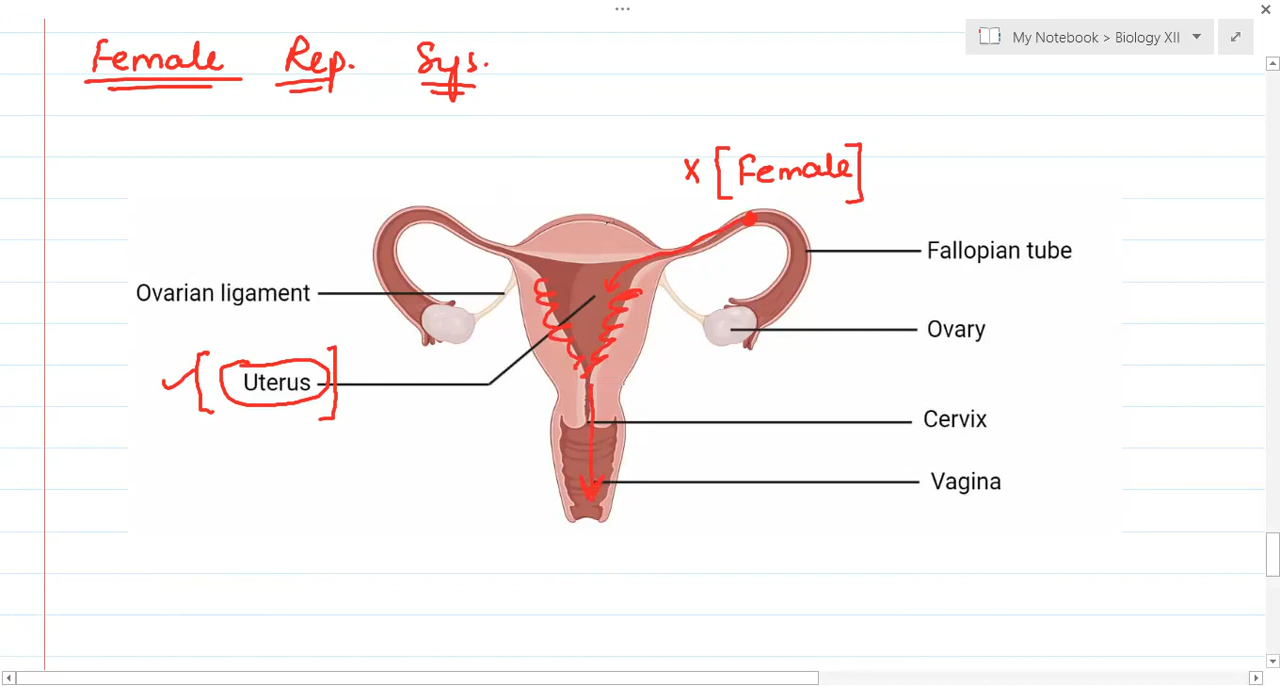 My Notebook > Biology XII
Female Rep. Sys.
x [Female]
Fallopian tube
Ovarian ligament
Ovary
✓[Uterus]
Cervix
Vagina